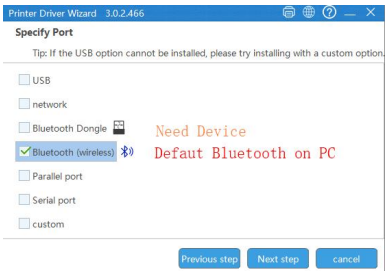 Printer Driver Wizard 3.0.2.466
Specify Port
Tip: If the USB option cannot be installed, please try installing with a custom option.
USB
network
Bluetooth Dongle
Need Device
Bluetooth (wireless)
Defaut Bluetooth on PC
Parallel port
Serial port
custom
Previous step Next step cancel